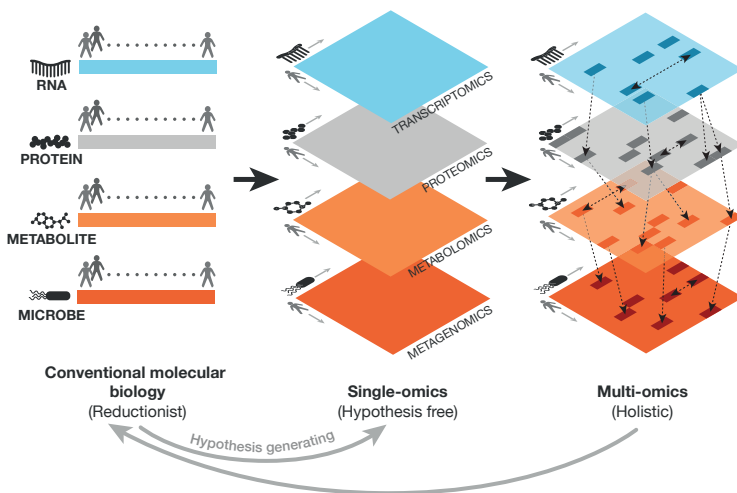 RNA
PROTEIN
METABOLITE
MICROBE
TRANSCRIPTOMICS
PROTEOMICS
METABOLOMICS
METAGENOMICS
Conventional molecular
biology
(Reductionist)
Single-omics
(Hypothesis free)
Multi-omics
(Holistic)
Hypothesis generating